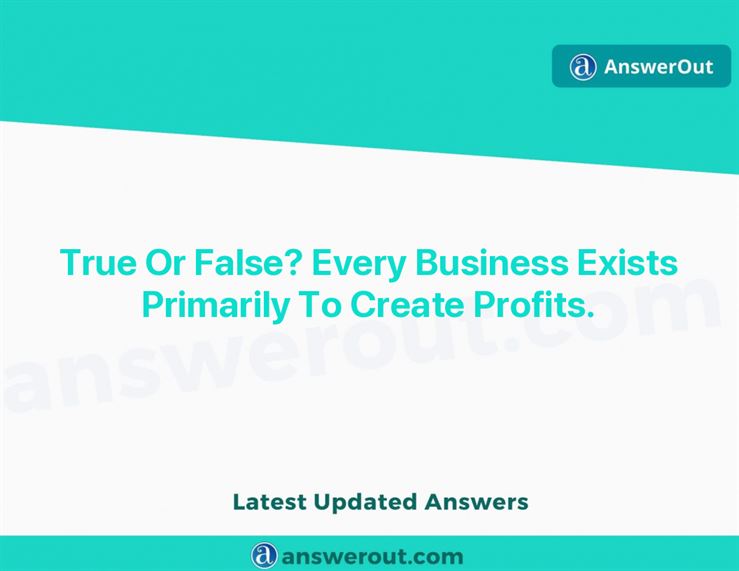 AnswerOut
True Or False? Every Business Exists
Primarily To Create Profits.
answerout.com
Latest Updated Answers
answerout.com